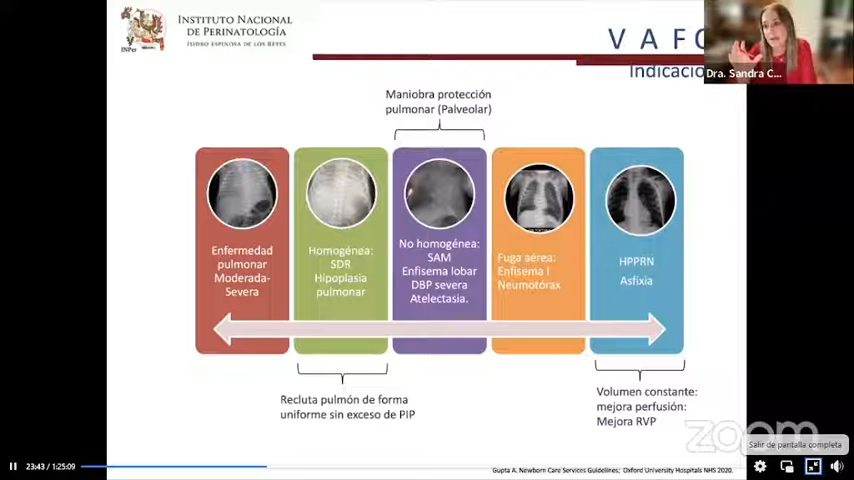 INSTITUTO NACIONAL
DE PERINATOLOGÍA
ISIDRO ESPINOSA DE LOS REYES
INPer
V A F O
Indicacio
Dra. Sandra C...
Maniobra protección
pulmonar (Palveolar)
Enfermedad
pulmonar
Moderada-
Severa
Homogénea:
SDR
Hipoplasia
pulmonar
No homogénea:
SAM
Enfisema lobar
DBP severa
Atelectasia.
Fuga aérea:
Enfisema I
Neumotórax
HPPRN
Asfixia
Recluta pulmón de forma
uniforme sin exceso de PIP
Volumen constante:
mejora perfusión:
Mejora RVP
zoom
Salir de pantalla completa
23:43 / 1:25:09
Gupta A. Newborn Care Services Guidelines; Oxford University Hospitals NHS 2020.